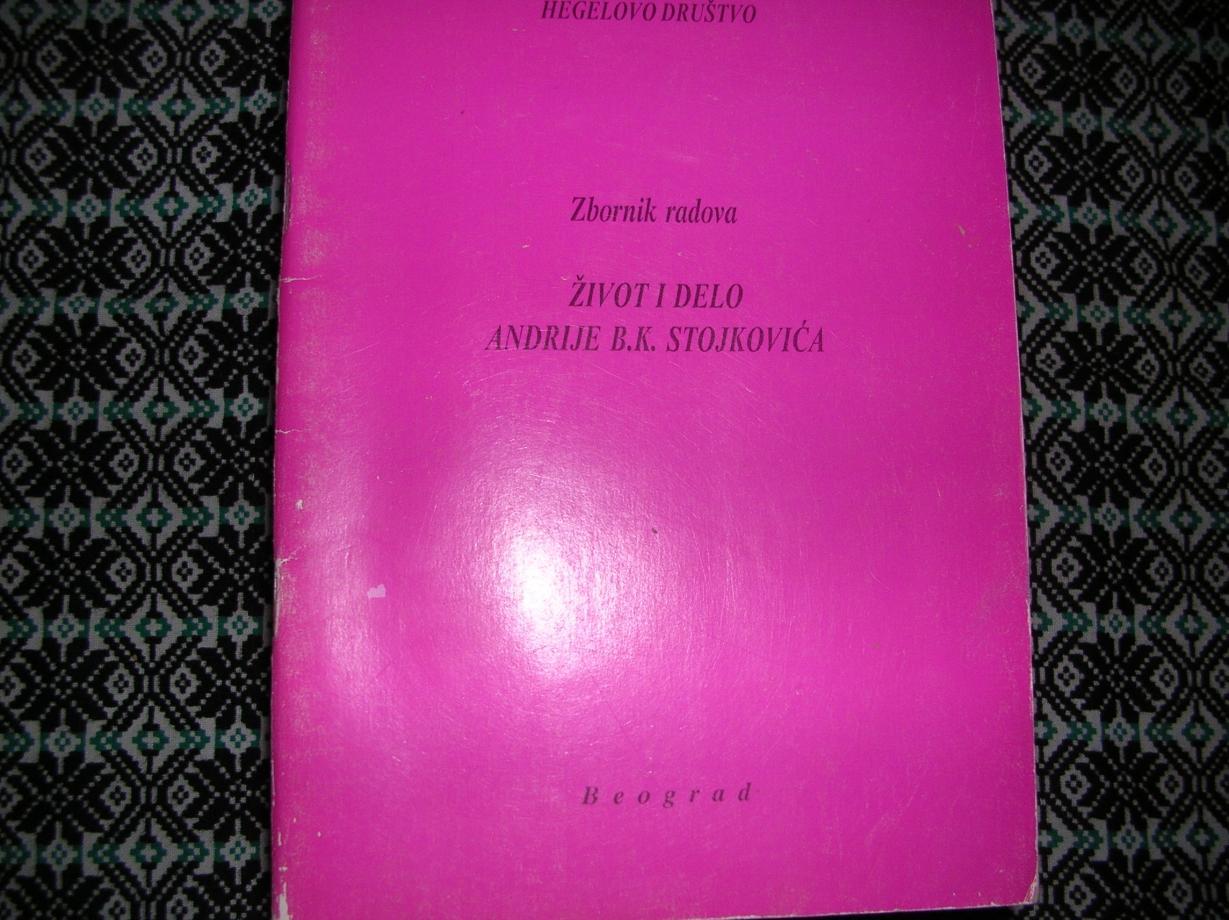 HEGELOVO DRUŠTVO
Zbornik radova
ŽIVOT I DELO
ANDRIJE B.K. STOJKOVIĆA
Beograd